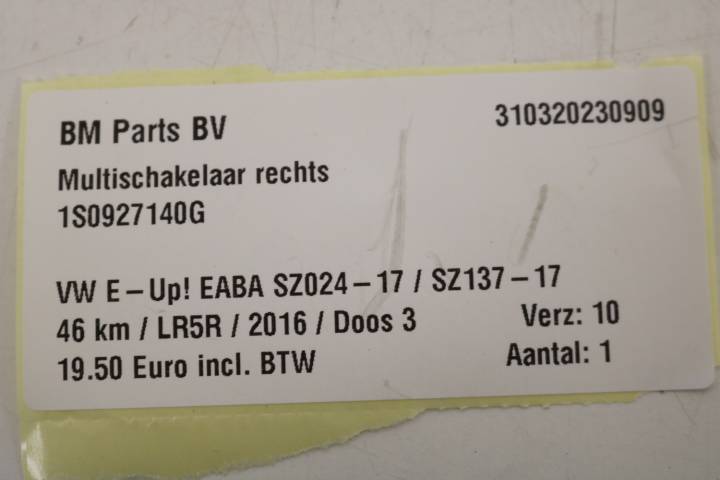 BM Parts BV 310320230909
Multischakelaar rechts
1S0927140G
VW E-Up! EABA SZ024-17 / SZ137-17
46 km / LR5R / 2016 / Doos 3 Verz: 10
19.50 Euro incl. BTW Aantal: 1